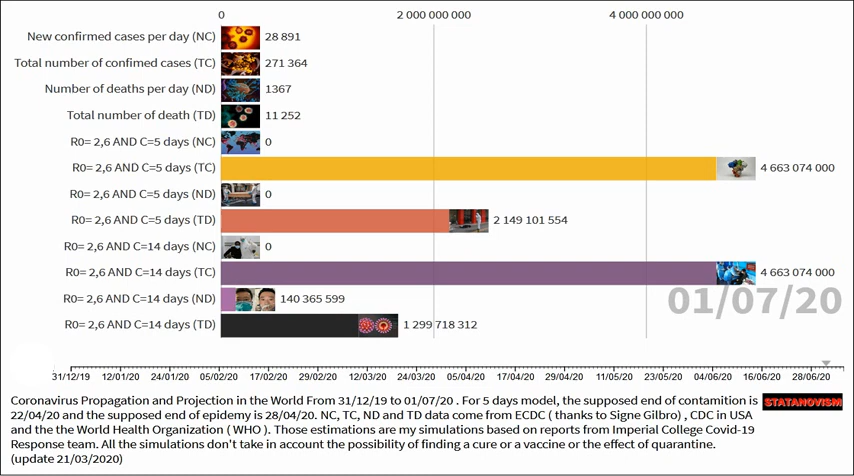 0
2 000 000 000
4 000 000 000
New confirmed cases per day (NC) 28 891
Total number of confimed cases (TC) 271 364
Number of deaths per day (ND) 1367
Total number of death (TD) 11 252
R0= 2,6 AND C=5 days (NC) 0
R0= 2,6 AND C=5 days (TC) 4 663 074 000
R0= 2,6 AND C=5 days (ND) 0
R0= 2,6 AND C=5 days (TD) 2 149 101 554
R0= 2,6 AND C=14 days (NC) 0
R0= 2,6 AND C=14 days (TC) 4 663 074 000
R0= 2,6 AND C=14 days (ND) 140 365 599
R0= 2,6 AND C=14 days (TD) 1 299 718 312
01/07/20
31/12/19 12/01/20 24/01/20 05/02/20 17/02/20 29/02/20 12/03/20 24/03/20 05/04/20 17/04/20 29/04/20 11/05/20 23/05/20 04/06/20 16/06/20 28/06/20
Coronavirus Propagation and Projection in the World From 31/12/19 to 01/07/20 . For 5 days model, the supposed end of contamition is
22/04/20 and the supposed end of epidemy is 28/04/20. NC, TC, ND and TD data come from ECDC ( thanks to Signe Gilbro) , CDC in USA
and the the World Health Organization ( WHO ). Those estimations are my simulations based on reports from Imperial College Covid-19
Response team. All the simulations don't take in account the possibility of finding a cure or a vaccine or the effect of quarantine.
(update 21/03/2020)
STATANOVISM